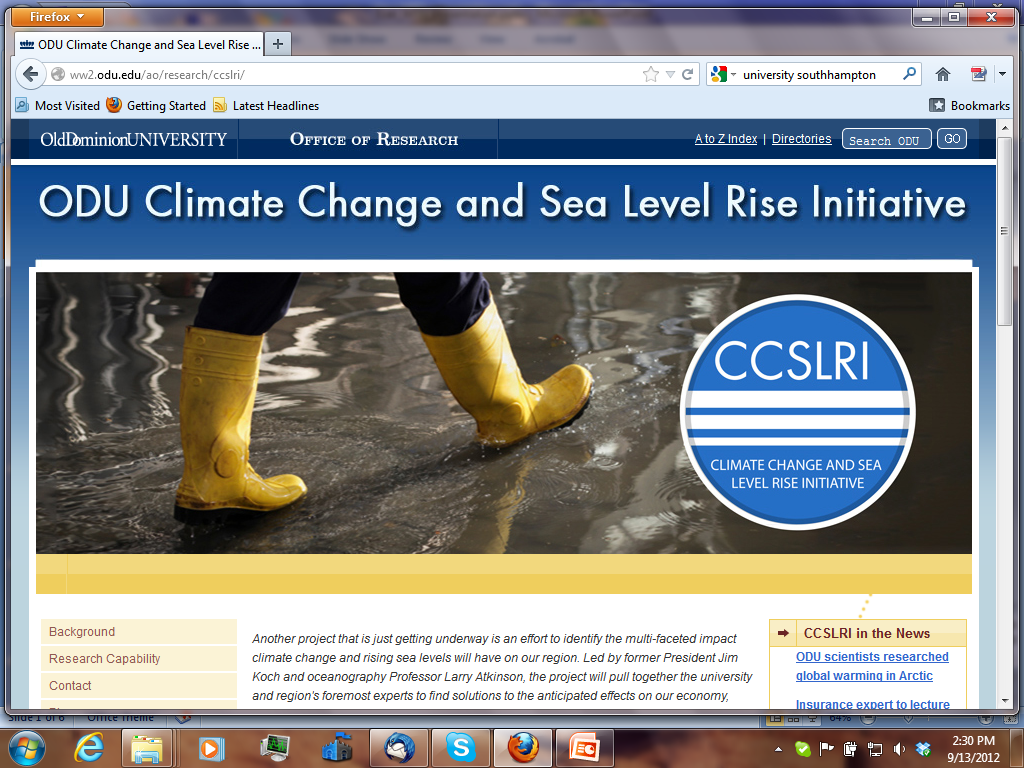 Firefox
ODU Climate Change and Sea Level Rise ...
ww2.odu.edu/ao/research/ccslri/
university southhampton
Most Visited
Getting Started
Latest Headlines
Bookmarks
OldDominionUNIVERSITY
Office of Research
A to Z Index | Directories
Search ODU
GO
ODU Climate Change and Sea Level Rise Initiative
CCSLRI
CLIMATE CHANGE AND SEA
LEVEL RISE INITIATIVE
Background
Research Capability
Contact
Another project that is just getting underway is an effort to identify the multi-faceted impact
climate change and rising sea levels will have on our region. Led by former President Jim
Koch and oceanography Professor Larry Atkinson, the project will pull together the university
and region's foremost experts to find solutions to the anticipated effects on our economy,
CCSLRI in the News
ODU scientists researched
global warming in Arctic
Insurance expert to lecture
Slide 1 of 6
Office Theme
64%
2:30 PM
9/13/2012